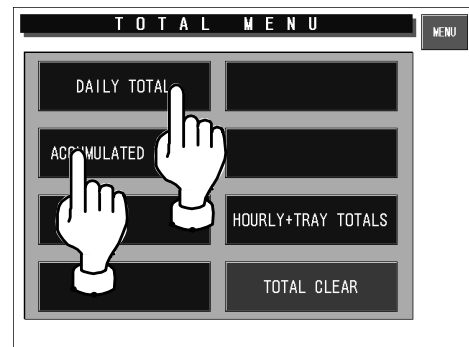 TOTAL MENU
MENU
DAILY TOTAL
ACCUMULATED
HOURLY+TRAY TOTALS
TOTAL CLEAR